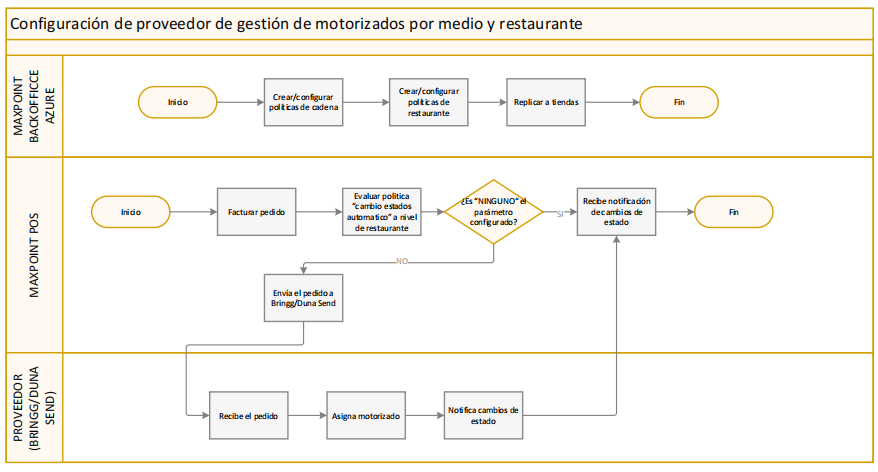 Configuración de proveedor de gestión de motorizados por medio y restaurante
MAXPOINT
BACKOFFICCE
AZURE
Inicio
Crear/configurar
políticas de cadena
Crear/configurar
políticas de
restaurante
Replicar a tiendas
Fin
MAXPOINT POS
Inicio
Facturar pedido
Evaluar política
"cambio estados
automatico" a nivel
de restaurante
¿Es "NINGUNO" el
parámetro
configurado?
SI
Recibe notificación
de cambios de
estado
Fin
NO
Envía el pedido a
Bringg/Duna Send
PROVEEDOR
(BRINGG/DUNA
SEND)
Recibe el pedido
Asigna motorizado
Notifica cambios de
estado